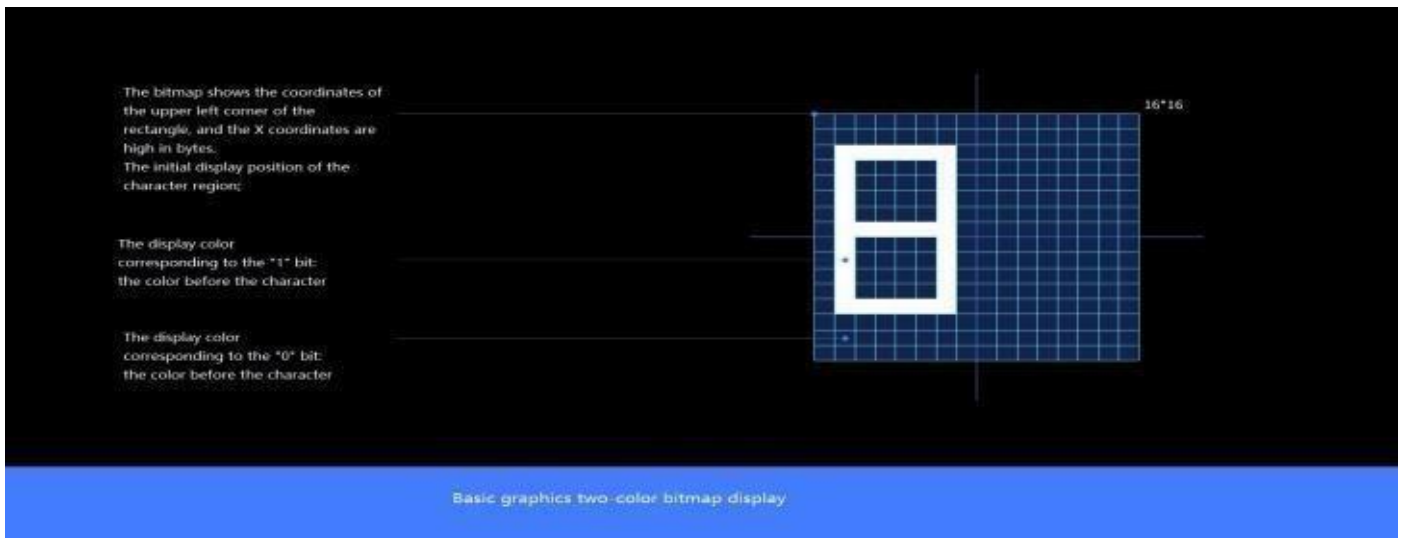 The bitmap shows the coordinates of
the upper left corner of the
rectangle, and the X coordinates are
high in bytes.
The initial display position of the
character region;
16*16
The display color
corresponding to the "1" bit:
the color before the character
The display color
corresponding to the "0" bit:
the color before the character
Basic graphics two-color bitmap display